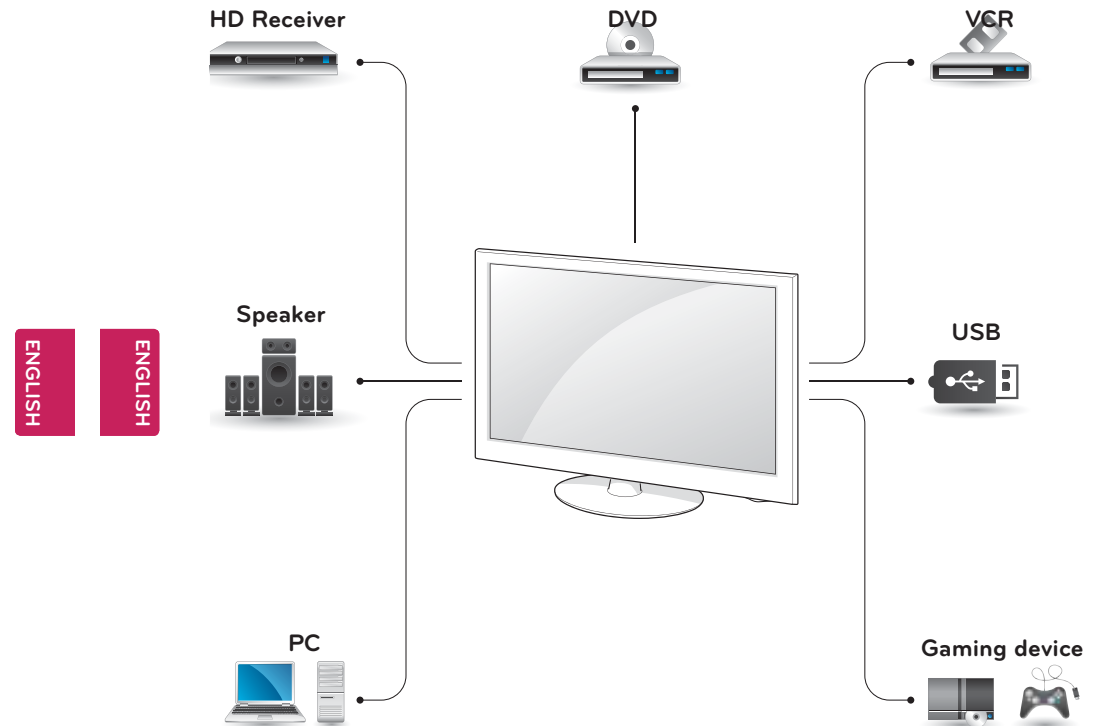 HD Receiver
DVD
VCR
Speaker
USB
ENGLISH
ENGLISH
PC
Gaming device